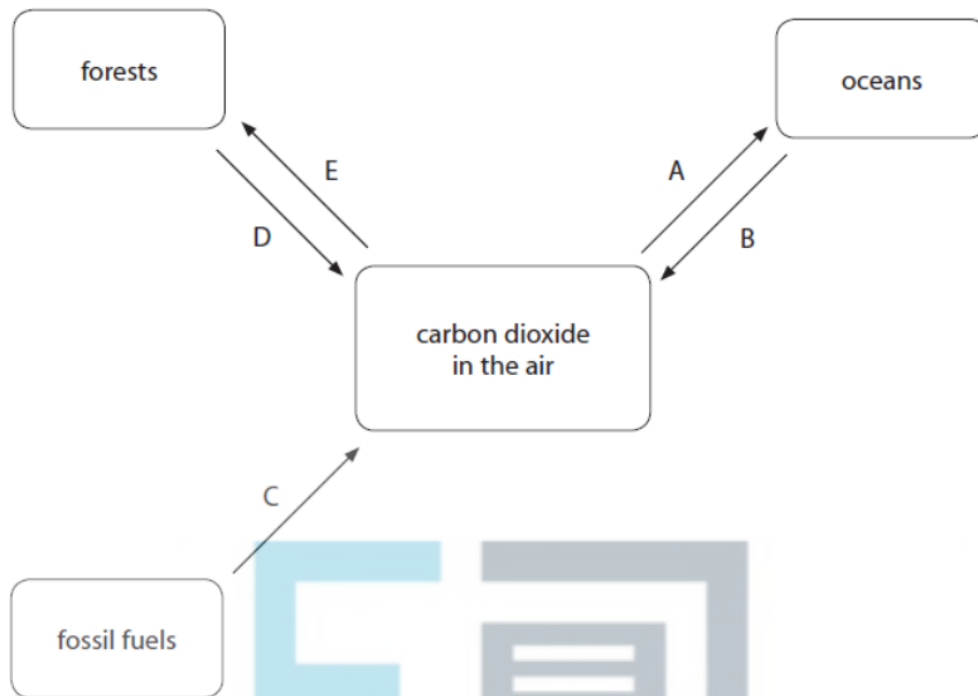 forests
oceans
E
A
D
B
carbon dioxide
in the air
C
fossil fuels